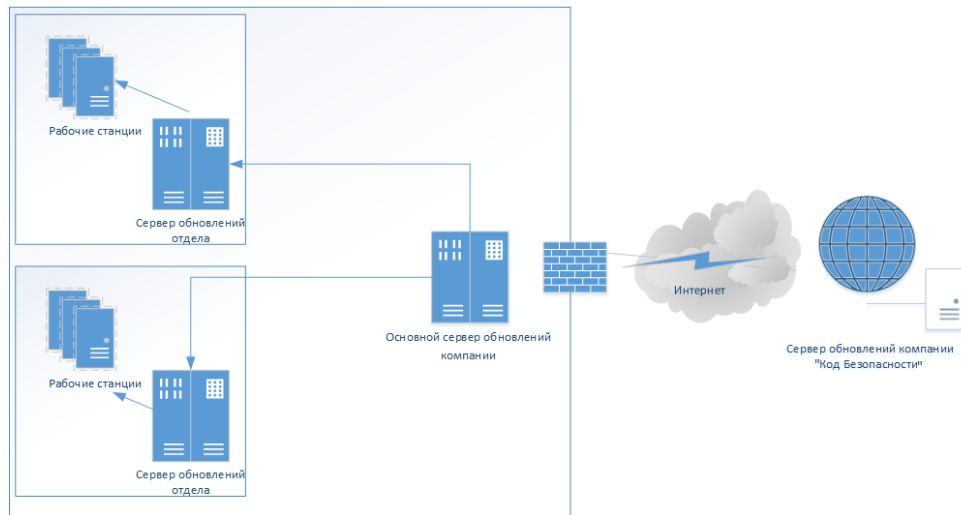 Рабочие станции
Сервер обновлений
отдела
Рабочие станции
Сервер обновлений
отдела
Основной сервер обновлений
компании
Интернет
Сервер обновлений компании
"Код Безопасности"